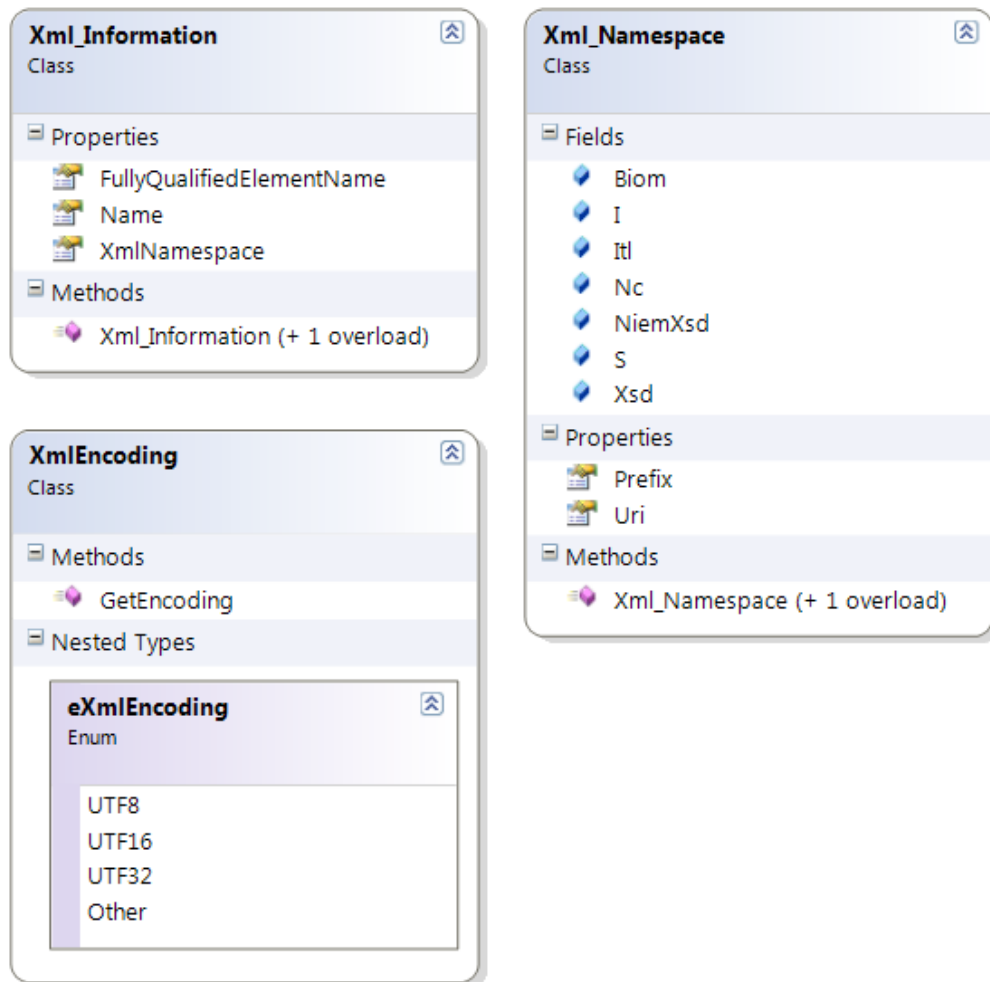 Xml_Information
Class
Properties
FullyQualifiedElementName
Name
XmlNamespace
Methods
Xml_Information (+ 1 overload)
XmlEncoding
Class
Methods
GetEncoding
Nested Types
eXmlEncoding
Enum
UTF8
UTF16
UTF32
Other
Xml_Namespace
Class
Fields
Biom
I
Itl
Nc
NiemXsd
S
Xsd
Properties
Prefix
Uri
Methods
Xml_Namespace (+ 1 overload)